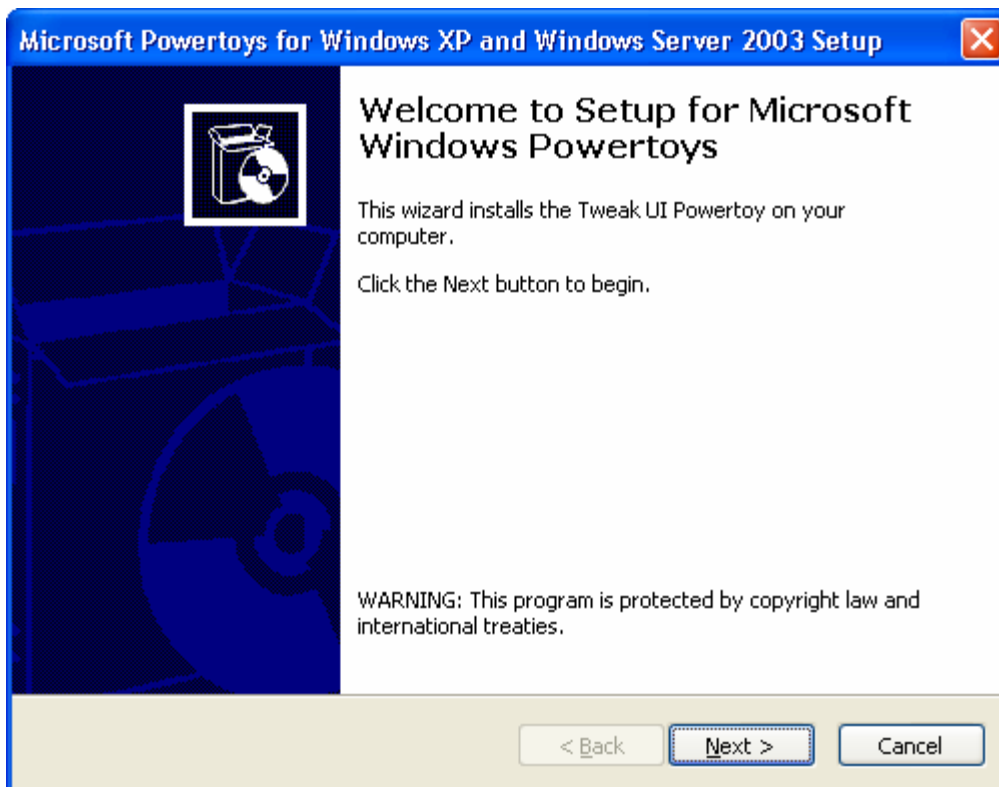 Microsoft Powertoys for Windows XP and Windows Server 2003 Setup
Welcome to Setup for Microsoft
Windows Powertoys
This wizard installs the Tweak UI Powertoy on your
computer.
Click the Next button to begin.
WARNING: This program is protected by copyright law and
international treaties.
< Back Next > Cancel